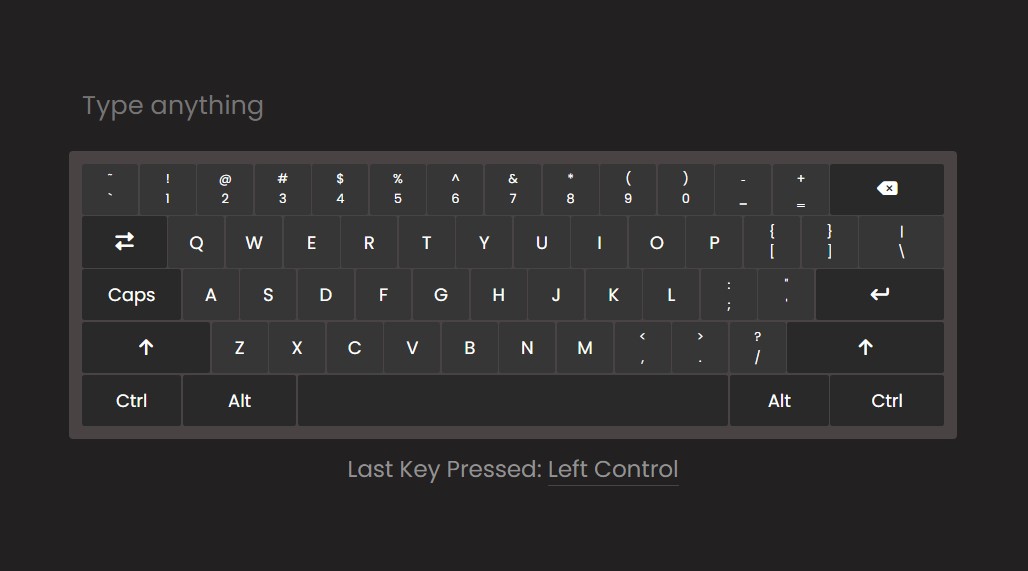 Type anything
~ ! @ # $ % ^ & * ( ) - +
` 1 2 3 4 5 6 7 8 9 0 _ =
Q W E R T Y U I O P { } |
[ ] \
Caps A S D F G H J K L : "
; '
Z X C V B N M < > ?
, . /
Ctrl Alt Alt Ctrl
Last Key Pressed: Left Control